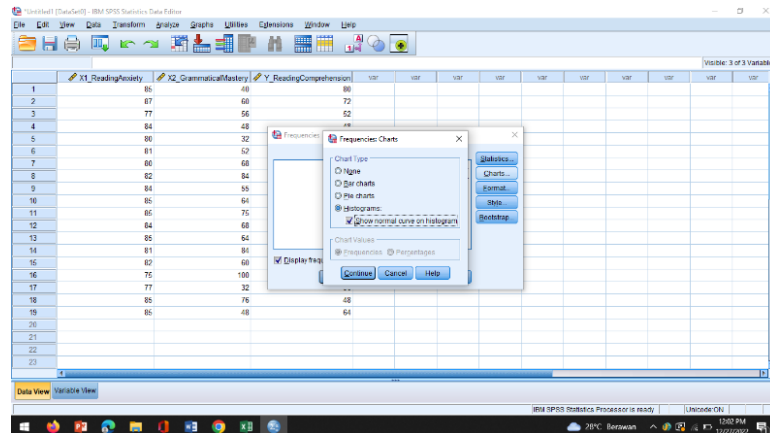 *Untitled1 [DataSet0] - IBM SPSS Statistics Data Editor
File Edit View Data Transform Analyze Graphs Utilities Extensions Window Help
Visible: 3 of 3 Variable
X1_ReadingAnxiety X2_GrammaticalMastery Y_ReadingComprehension var var var var var var var var
1 85 40 80
2 87 60 72
3 77 56 52
4 84 48
5 80 32
6 81 52
7 80 68
8 82 84
9 84 55
10 85 64
11 85 75
12 84 68
13 85 64
14 81 84
15 82 60
16 75 100
17 77 32
18 85 76 48
19 85 48 64
20
21
22
23
Frequencies
Statistics...
Charts...
Format...
Style...
Bootstrap...
Display freq
Frequencies: Charts
Chart Type
None
Bar charts
Pie charts
Histograms:
Show normal curve on histogram
Chart Values
Frequencies Percentages
Continue Cancel Help
Data View Variable View
IBM SPSS Statistics Processor is ready Unicode:ON
28°C Berawan 12:02 PM
12/27/2022